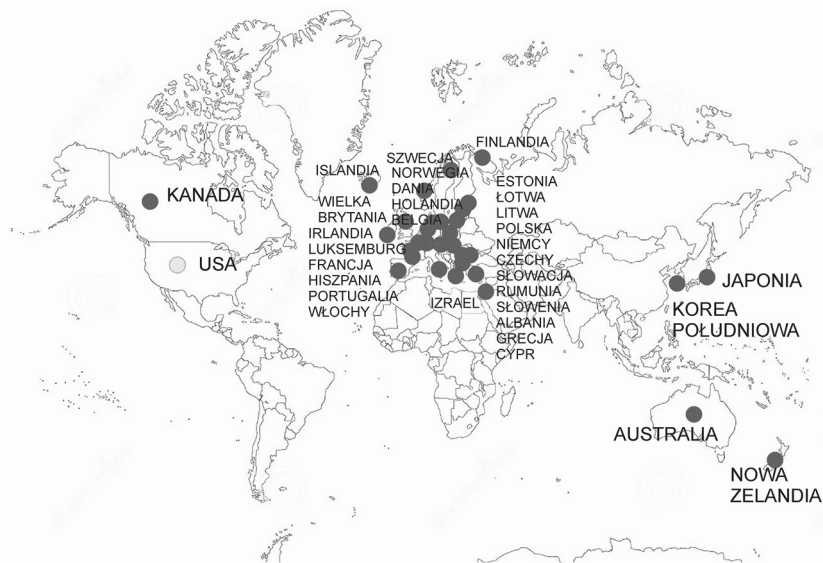 FINLANDIA
SZWECJA
NORWEGIA
DANIA
HOLANDIA
BELGIA
ISLANDIA
WIELKA
BRYTANIA
IRLANDIA
LUKSEMBURG
FRANCJA
HISZPANIA
PORTUGALIA
WŁOCHY
ESTONIA
ŁOTWA
LITWA
POLSKA
NIEMCY
CZECHY
SŁOWACJA
RUMUNIA
SŁOWENIA
ALBANIA
GRECJA
CYPR
IZRAEL
KANADA
USA
JAPONIA
KOREA
POŁUDNIOWA
AUSTRALIA
NOWA
ZELANDIA